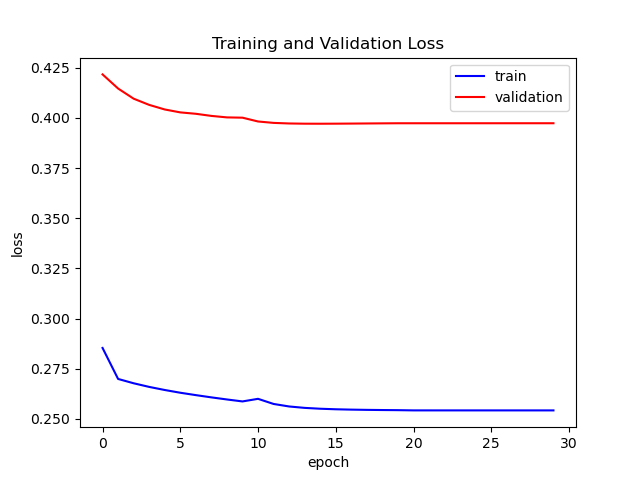 Training and Validation Loss
train
validation
loss
0.425
0.400
0.375
0.350
0.325
0.300
0.275
0.250
0 5 10 15 20 25 30
epoch